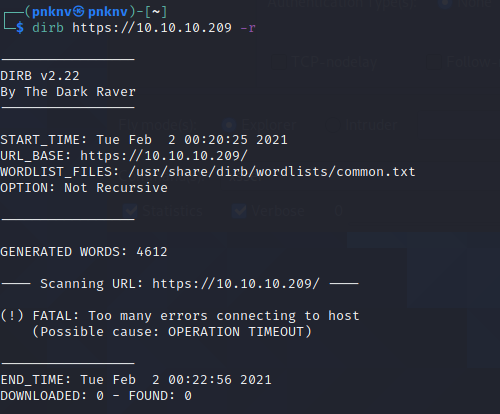 ┌──(pnknv㉿pnknv)-[~]
└─$ dirb https://10.10.10.209 -r
-----------------
DIRB v2.22
By The Dark Raver
-----------------
START_TIME: Tue Feb  2 00:20:25 2021
URL_BASE: https://10.10.10.209/
WORDLIST_FILES: /usr/share/dirb/wordlists/common.txt
OPTION: Not Recursive
-----------------
GENERATED WORDS: 4612
---- Scanning URL: https://10.10.10.209/ ----
(!) FATAL: Too many errors connecting to host
    (Possible cause: OPERATION TIMEOUT)
-----------------
END_TIME: Tue Feb  2 00:22:56 2021
DOWNLOADED: 0 - FOUND: 0